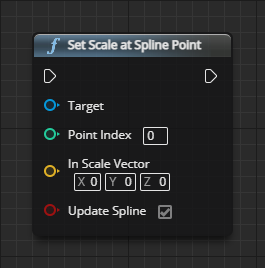 f Set Scale at Spline Point
Target
Point Index 0
In Scale Vector
X 0 Y 0 Z 0
Update Spline